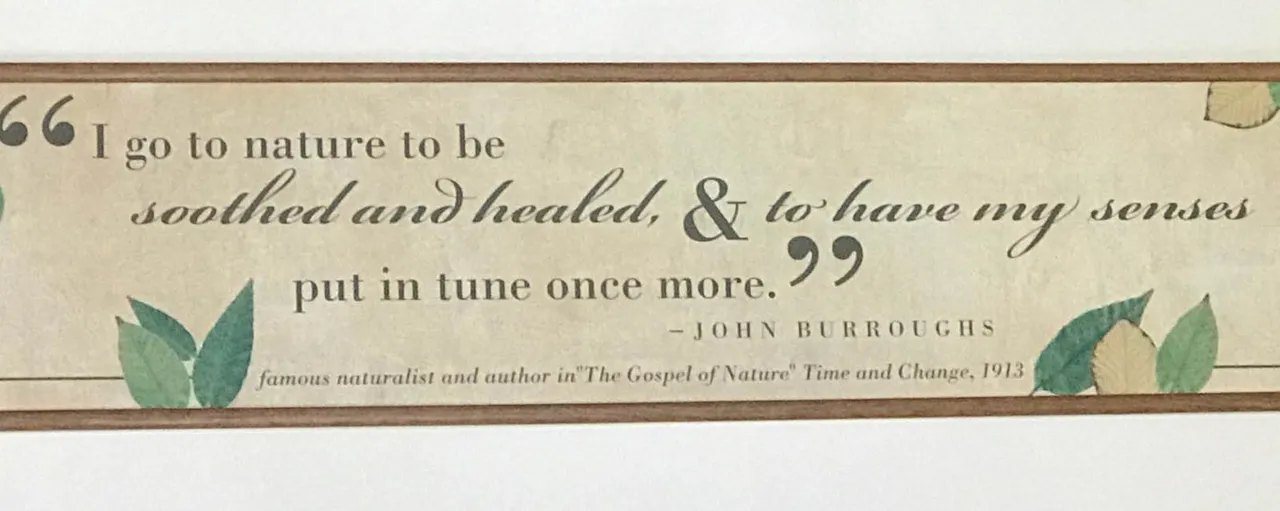 “I go to nature to be
soothed and healed, & to have my senses
put in tune once more.”
–JOHN BURROUGHS
famous naturalist and author in"The Gospel of Nature" Time and Change, 1913